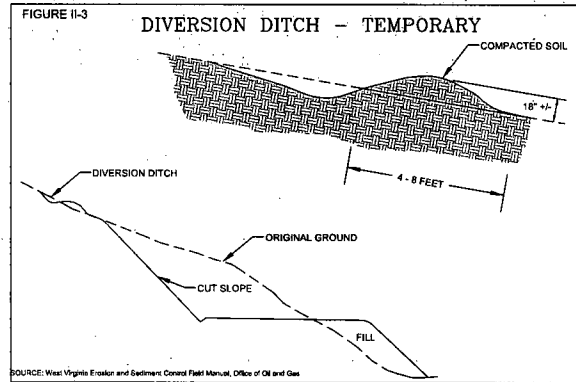 FIGURE II-3
DIVERSION DITCH - TEMPORARY
COMPACTED SOIL
18" +/-
4 - 8 FEET
DIVERSION DITCH
ORIGINAL GROUND
CUT SLOPE
FILL
SOURCE: West Virginia Erosion and Sediment Control Field Manual, Office of Oil and Gas